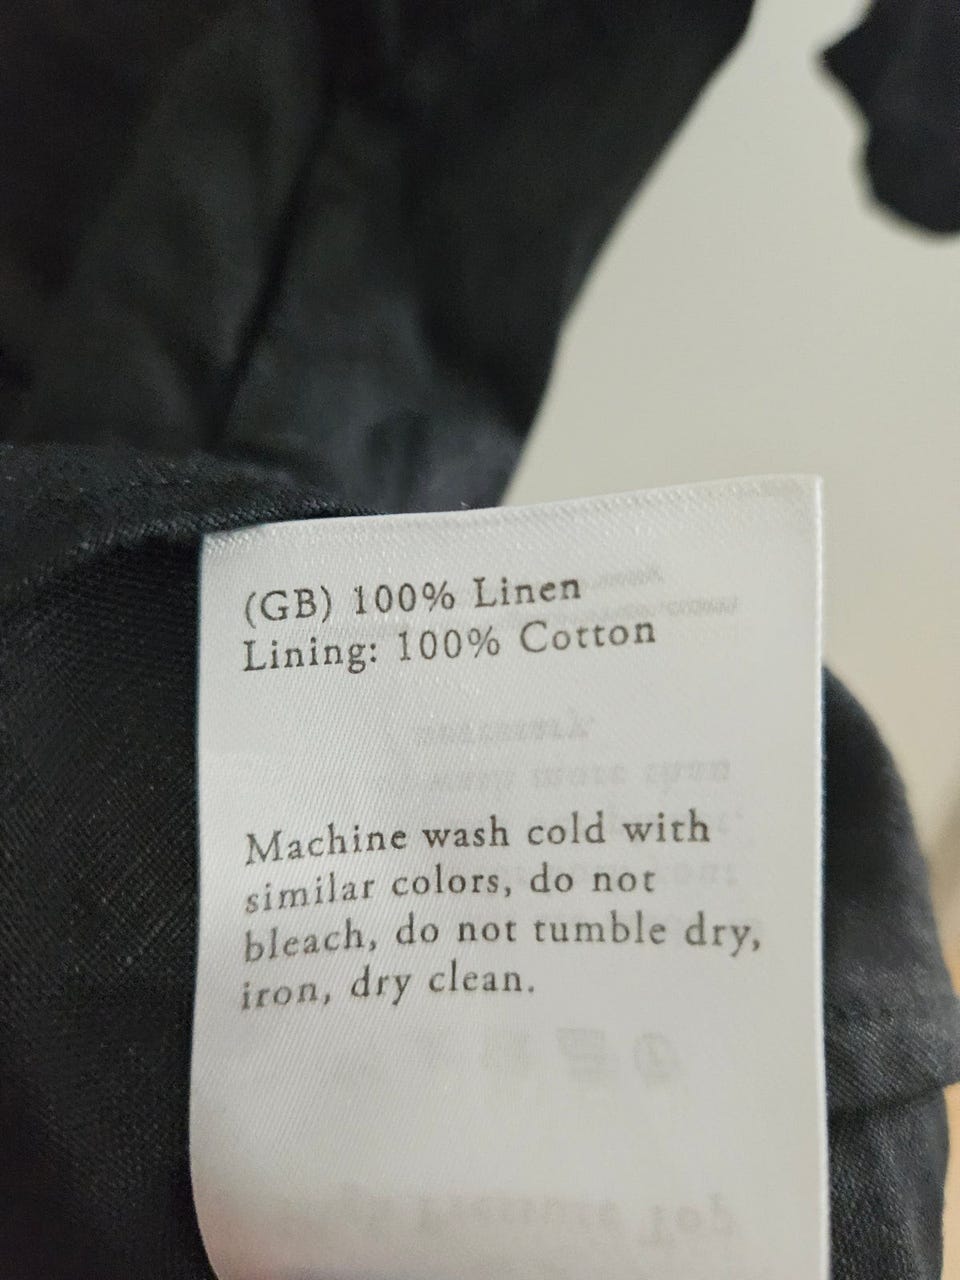 (GB) 100% Linen
Lining: 100% Cotton
Machine wash cold with
similar colors, do not
bleach, do not tumble dry,
iron, dry clean.